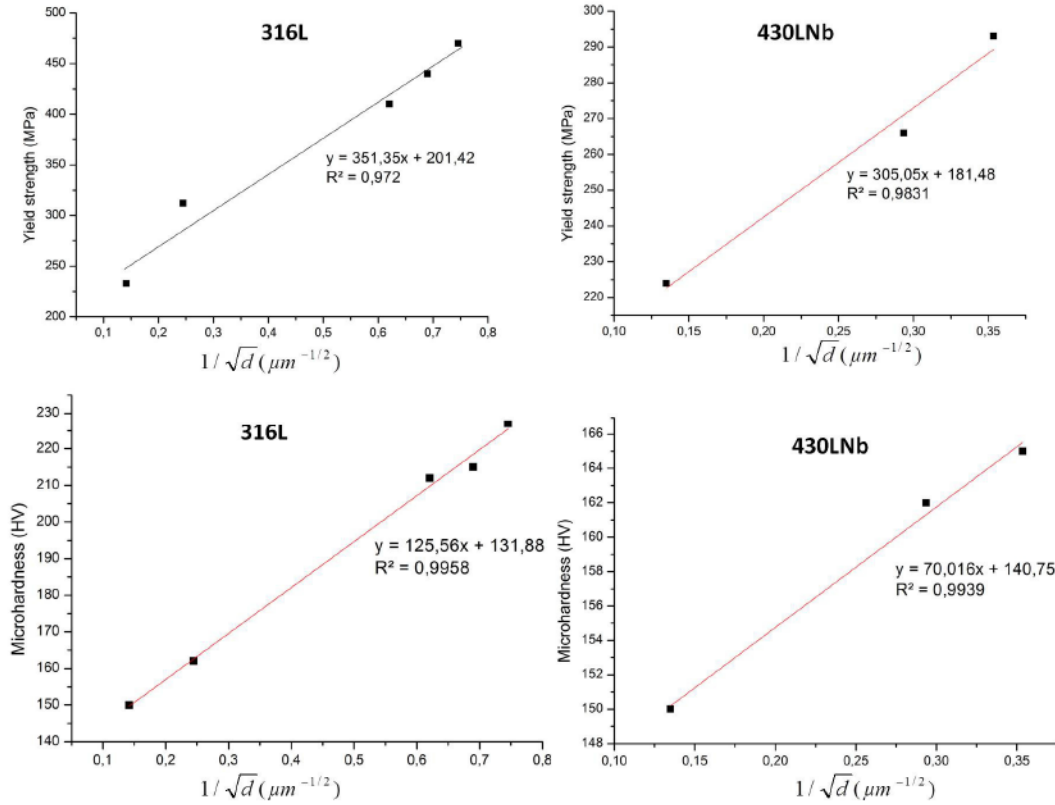 316L
Yield strength (MPa)
500
450
400
350
300
250
200
y = 351,35x + 201,42
R² = 0,972
0,1 0,2 0,3 0,4 0,5 0,6 0,7 0,8
1/√d (μm⁻¹/²)
430LNb
Yield strength (MPa)
300
290
280
270
260
250
240
230
220
y = 305,05x + 181,48
R² = 0,9831
0,10 0,15 0,20 0,25 0,30 0,35
1/√d (μm⁻¹/²)
316L
Microhardness (HV)
230
220
210
200
190
180
170
160
150
140
y = 125,56x + 131,88
R² = 0,9958
0,1 0,2 0,3 0,4 0,5 0,6 0,7 0,8
1/√d (μm⁻¹/²)
430LNb
Microhardness (HV)
166
164
162
160
158
156
154
152
150
148
y = 70,016x + 140,75
R² = 0,9939
0,10 0,15 0,20 0,25 0,30 0,35
1/√d (μm⁻¹/²)